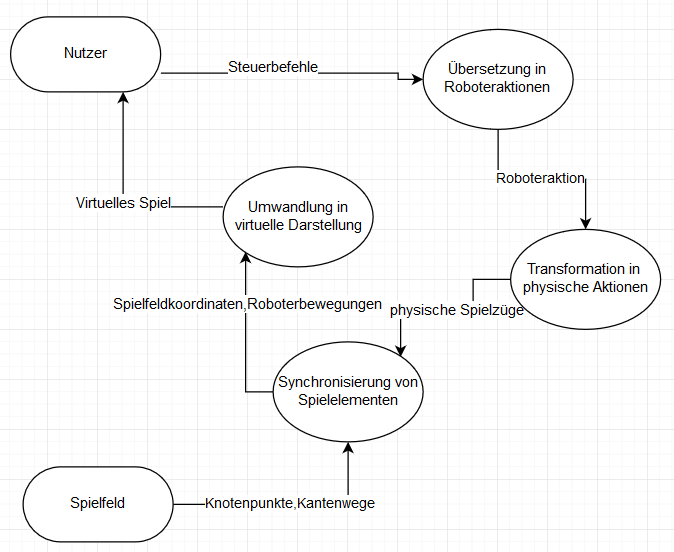 Nutzer
Steuerbefehle
Übersetzung in
Roboteraktionen
Roboteraktion
Virtuelles Spiel
Umwandlung in
virtuelle Darstellung
Transformation in
physische Aktionen
Spielfeldkoordinaten,Roboterbewegungen
physische Spielzüge
Synchronisierung von
Spielelementen
Spielfeld
Knotenpunkte,Kantenwege